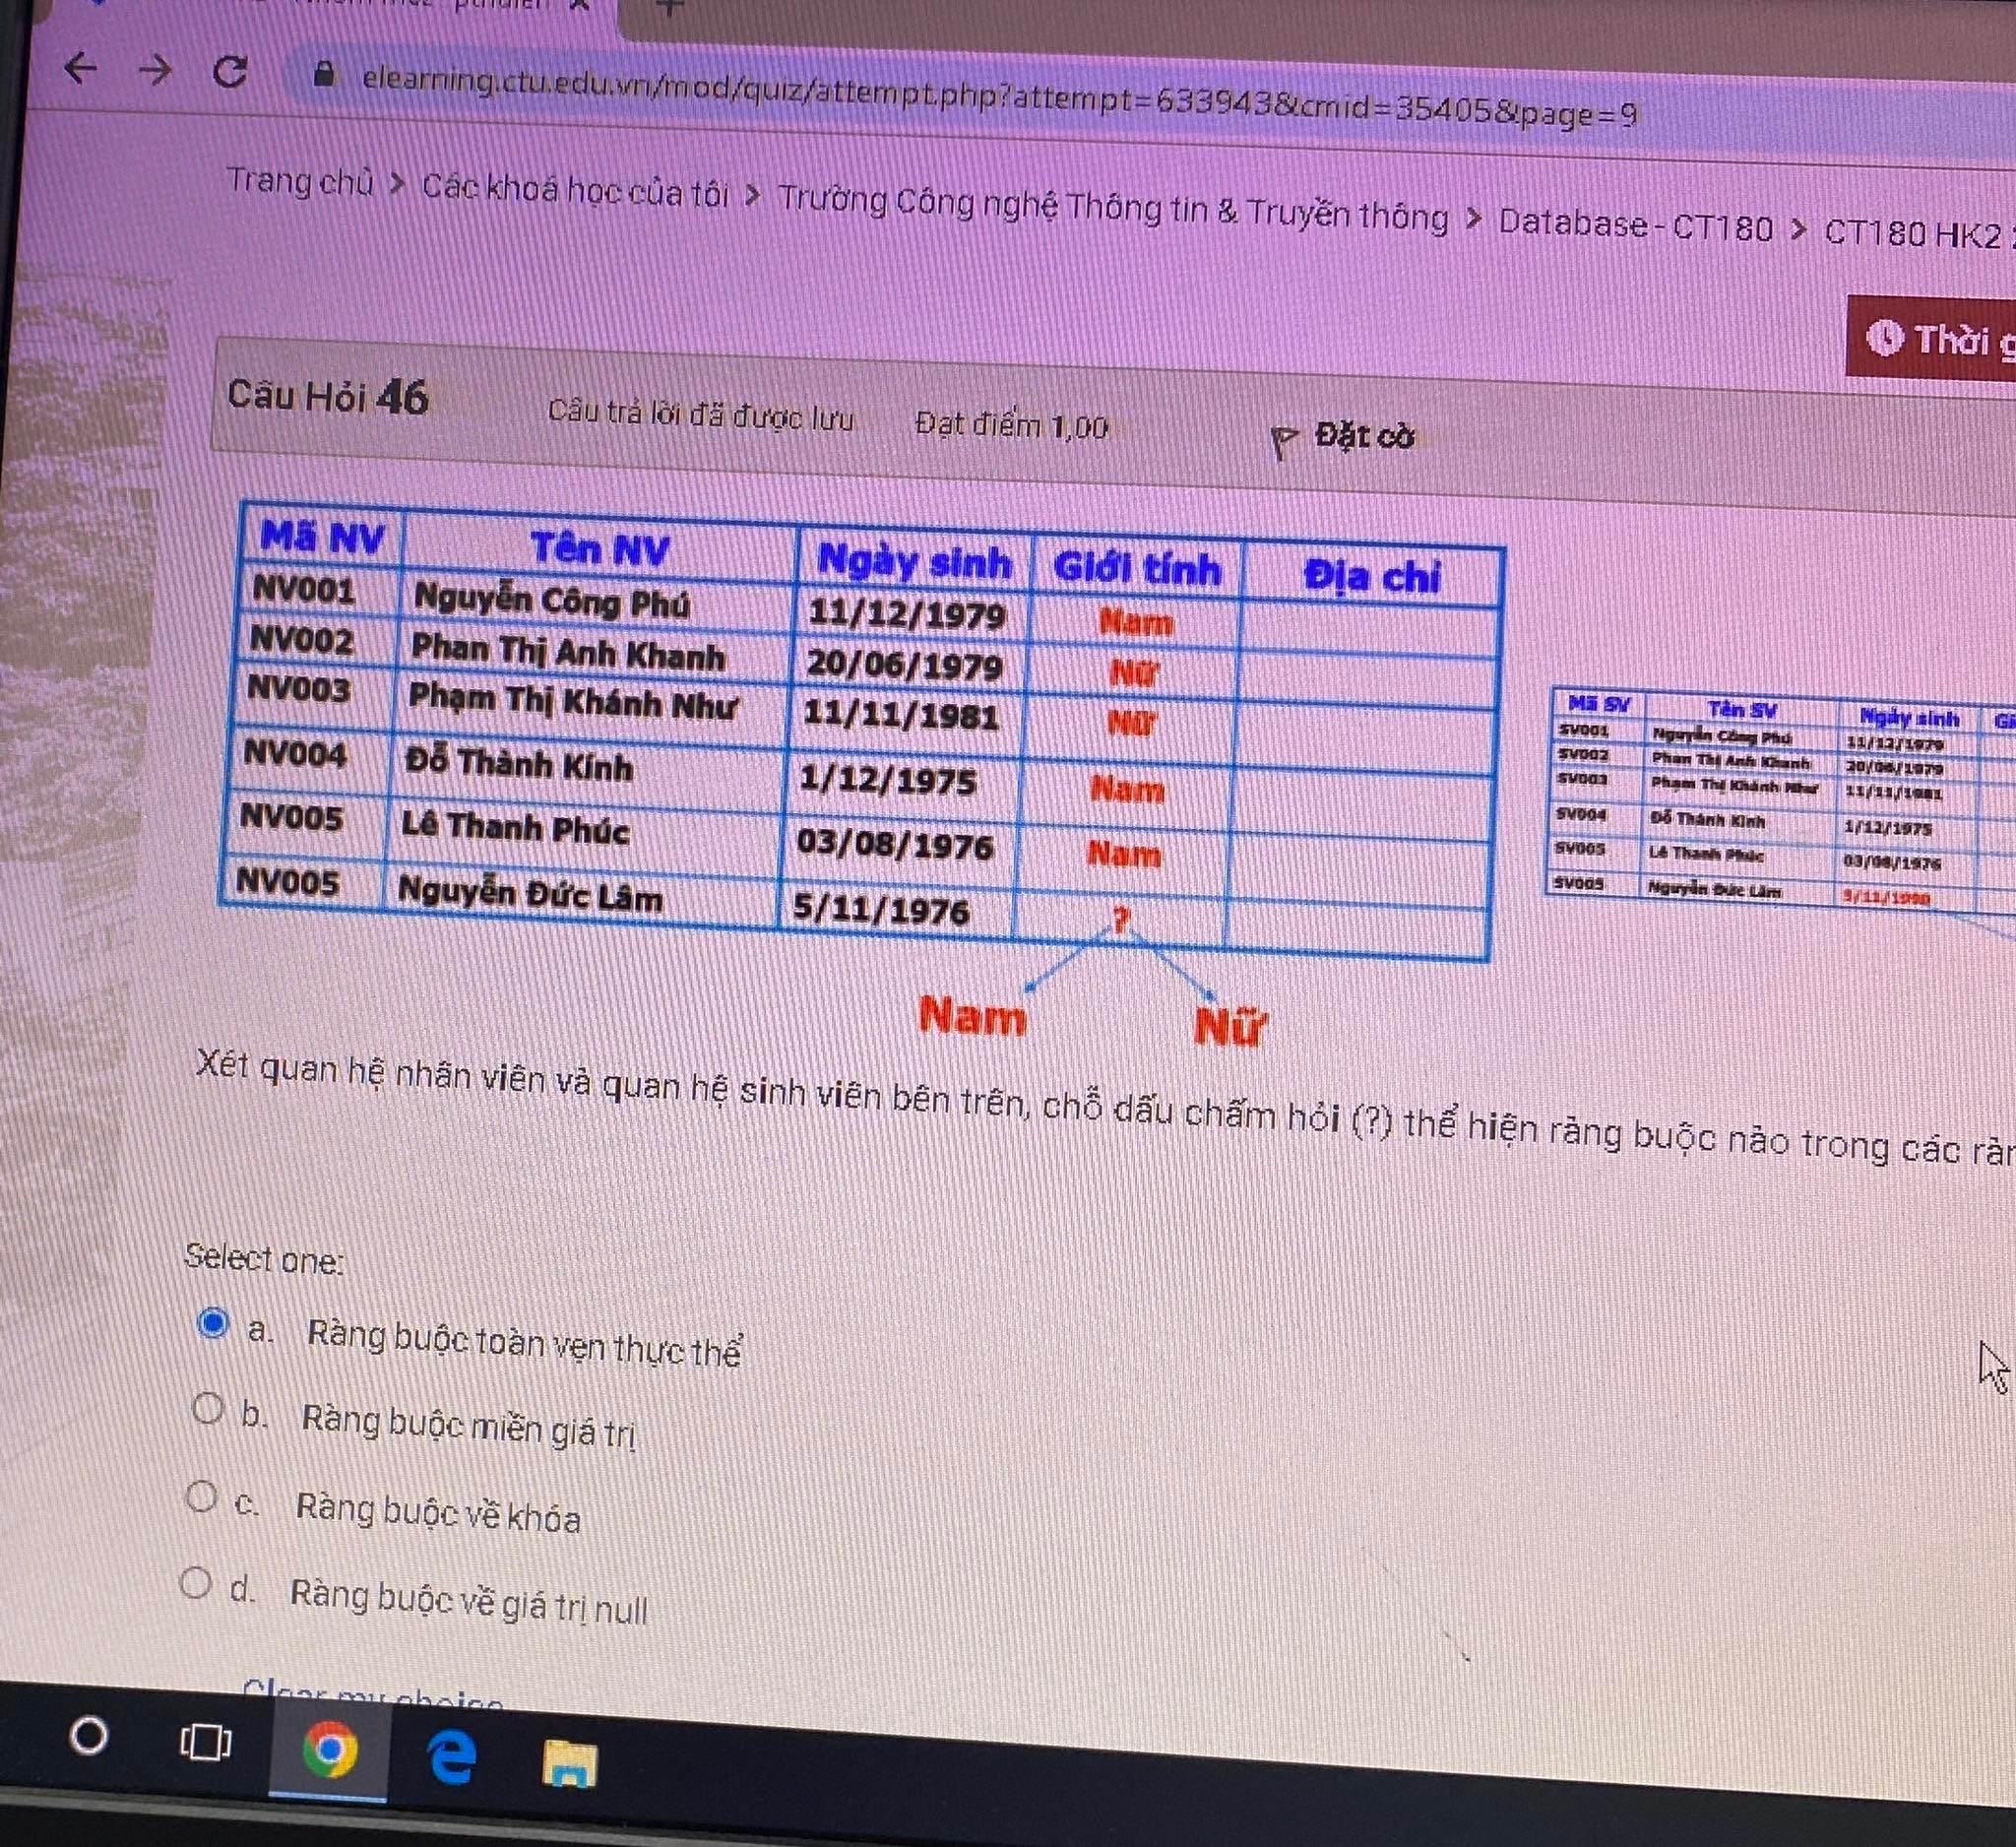 elearning.ctu.edu.vn/mod/quiz/attempt.php?attempt=633943&cmid=35405&page=9
Trang chủ > Các khoá học của tôi > Trường Công nghệ Thông tin & Truyền thông > Database - CT180 > CT180 HK2
Thời
Câu Hỏi 46 Câu trả lời đã được lưu Đạt điểm 1,00 Đặt cờ
Mã NV Tên NV Ngày sinh Giới tính Địa chỉ
NV001 Nguyễn Công Phú 11/12/1979 Nam
NV002 Phan Thị Anh Khanh 20/06/1979 Nữ
NV003 Phạm Thị Khánh Như 11/11/1981 Nữ
NV004 Đỗ Thành Kính 1/12/1975 Nam
NV005 Lê Thanh Phúc 03/08/1976 Nam
NV005 Nguyễn Đức Lâm 5/11/1976 ?
Nam Nữ
Mã SV Tên SV Ngày sinh
SV001 Nguyễn Công Phú 11/12/1979
SV002 Phan Thị Anh Khanh 20/06/1979
SV003 Phạm Thị Khánh Như 11/11/1981
SV004 Đỗ Thành Kính 1/12/1975
SV005 Lê Thanh Phúc 03/08/1976
SV005 Nguyễn Đức Lâm
Xét quan hệ nhân viên và quan hệ sinh viên bên trên, chỗ dấu chấm hỏi (?) thể hiện ràng buộc nào trong các
Select one:
a. Ràng buộc toàn vẹn thực thể
b. Ràng buộc miền giá trị
c. Ràng buộc về khóa
d. Ràng buộc về giá trị null
Clear my choice